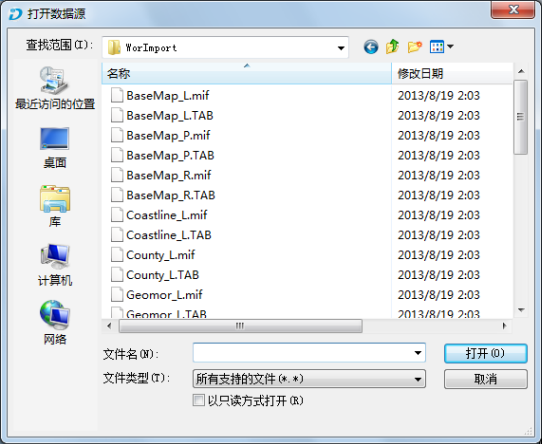 打开数据源
查找范围(I):
WorImport
名称 修改日期
BaseMap_L.mif 2013/8/19 2:03
BaseMap_L.TAB 2013/8/19 2:03
BaseMap_P.mif 2013/8/19 2:03
BaseMap_P.TAB 2013/8/19 2:03
BaseMap_R.mif 2013/8/19 2:03
BaseMap_R.TAB 2013/8/19 2:03
Coastline_L.mif 2013/8/19 2:03
Coastline_L.TAB 2013/8/19 2:03
County_L.mif 2013/8/19 2:03
County_L.TAB 2013/8/19 2:03
Geomor_L.mif 2013/8/19 2:03
Geomor_L.TAB 2013/8/19 2:03
最近访问的位置
桌面
库
计算机
网络
文件名(N):
打开(O)
文件类型(T): 所有支持的文件(*.*)
取消
以只读方式打开(R)